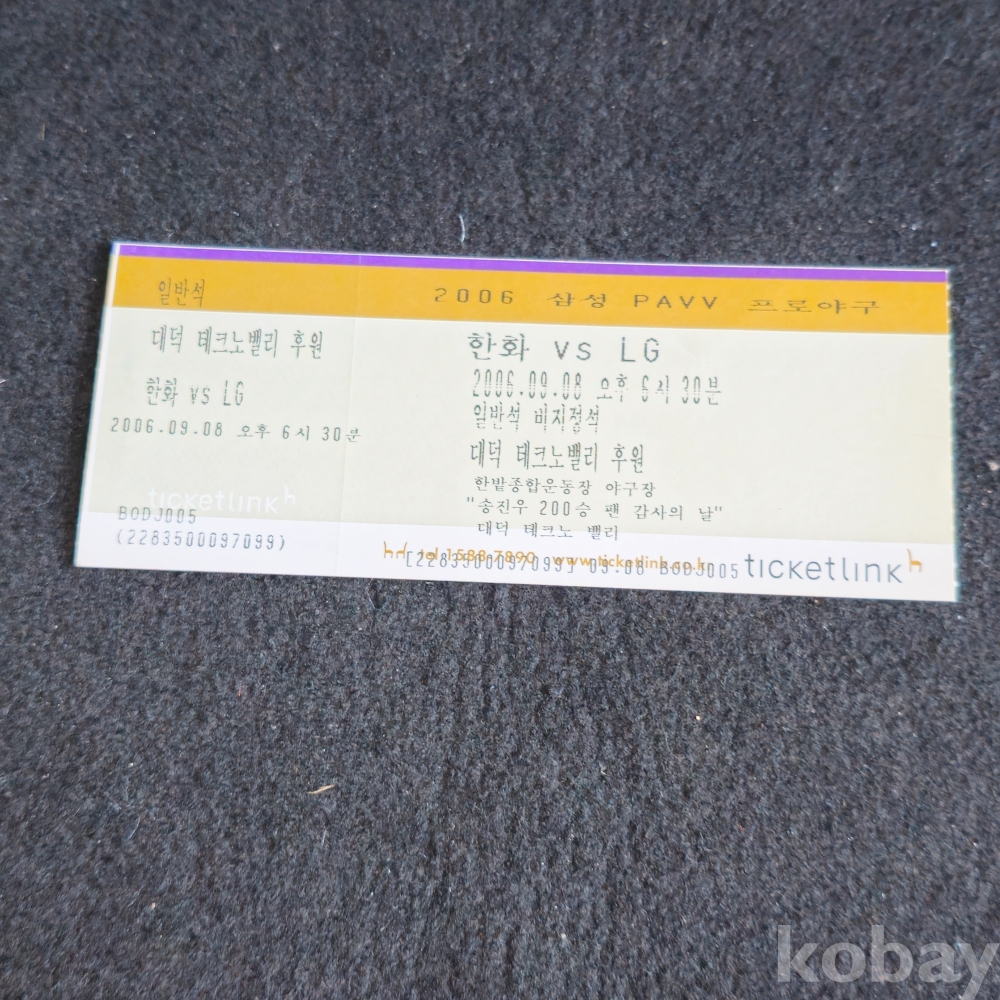 일반석
대덕 테크노밸리 후원
한화 vs LG
2006.09.08 오후 6시 30분
ticketlink
BODJ005
(2283500097099)
2006 삼성 PAVV 프로야구
한화 vs LG
2006.09.08 오후 6시 30분
일반석 비지정석
대덕 테크노밸리 후원
한밭종합운동장 야구장
"송진우 200승 팬 감사의 날"
대덕 테크노 밸리
tel 1588-7890 www.ticketlink.co.kr
[2283500097099] 09.08 BODJ005
ticketlink
kobay